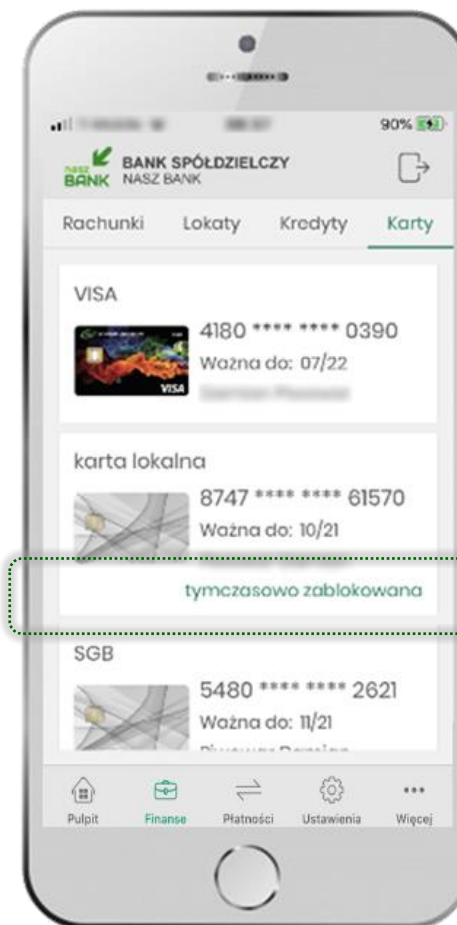 90%
nasz BANK
BANK SPÓŁDZIELCZY
NASZ BANK
Rachunki Lokaty Kredyty Karty
VISA
4180 **** **** 0390
Ważna do: 07/22
VISA
karta lokalna
8747 **** **** 61570
Ważna do: 10/21
tymczasowo zablokowana
SGB
5480 **** **** 2621
Ważna do: 11/21
Pulpit Finanse Płatności Ustawienia Więcej